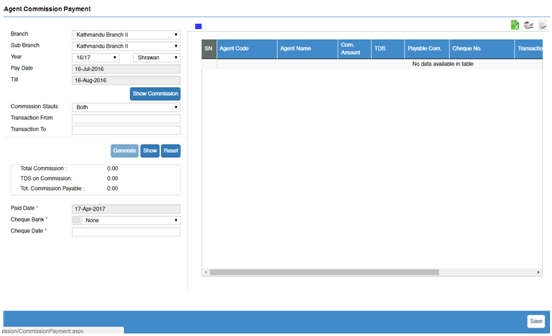 Agent Commission Payment
Branch Kathmandu Branch II
Sub Branch Kathmandu Branch II
Year 16/17 Shrawan
Pay Date 16-Jul-2016
Till 16-Aug-2016
Show Commission
Commission Stauts Both
Transaction From
Transaction To
Generate Show Reset
Total Commission : 0.00
TDS on Commission: 0.00
Tot. Commission Payable : 0.00
Paid Date * 17-Apr-2017
Cheque Bank * None
Cheque Date *
SN Agent Code Agent Name Com. Amount TDS Payable Com. Cheque No. Transactio
No data available in table
Save
ission/CommissionPayment.aspx